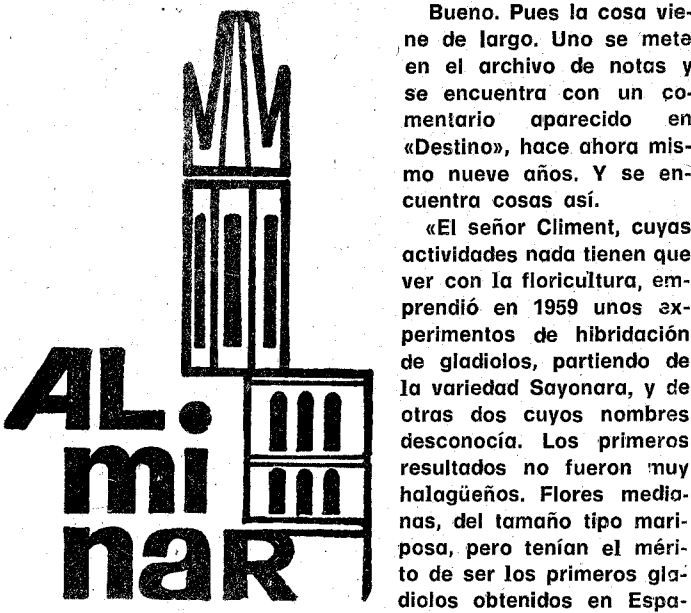 AL.
mi
naR
Bueno. Pues la cosa vie-
ne de largo. Uno se mete
en el archivo de notas y
se encuentra con un co-
mentario aparecido en
«Destino», hace ahora mis-
mo nueve años. Y se en-
cuentra cosas así.
«El señor Climent, cuyas
actividades nada tienen que
ver con la floricultura, em-
prendió en 1959 unos ex-
perimentos de hibridación
de gladiolos, partiendo de
la variedad Sayonara, y de
otras dos cuyos nombres
desconocía. Los primeros
resultados no fueron muy
halagüeños. Flores media-
nas, del tamaño tipo mari-
posa, pero tenían el méri-
to de ser los primeros gla-
diolos obtenidos en Espa-